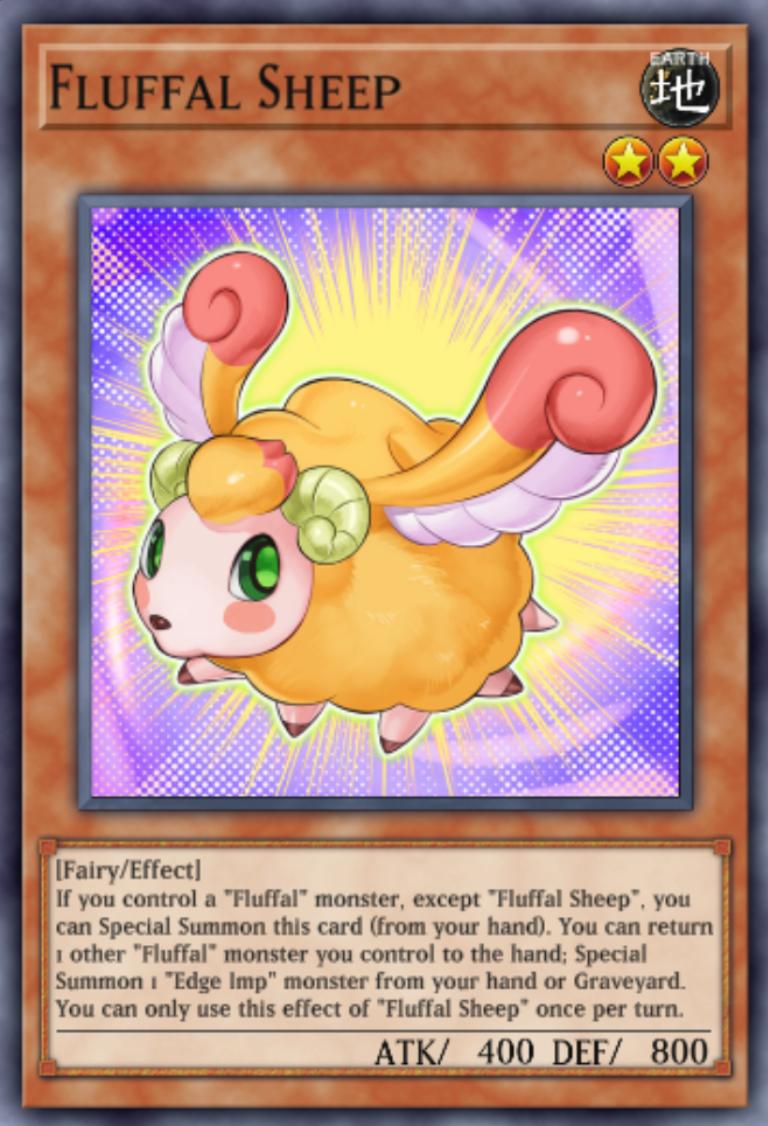 Fluffal Sheep
EARTH
地
[Fairy/Effect]
If you control a "Fluffal" monster, except "Fluffal Sheep", you
can Special Summon this card (from your hand). You can return
1 other "Fluffal" monster you control to the hand; Special
Summon 1 "Edge Imp" monster from your hand or Graveyard.
You can only use this effect of "Fluffal Sheep" once per turn.
ATK/ 400 DEF/ 800